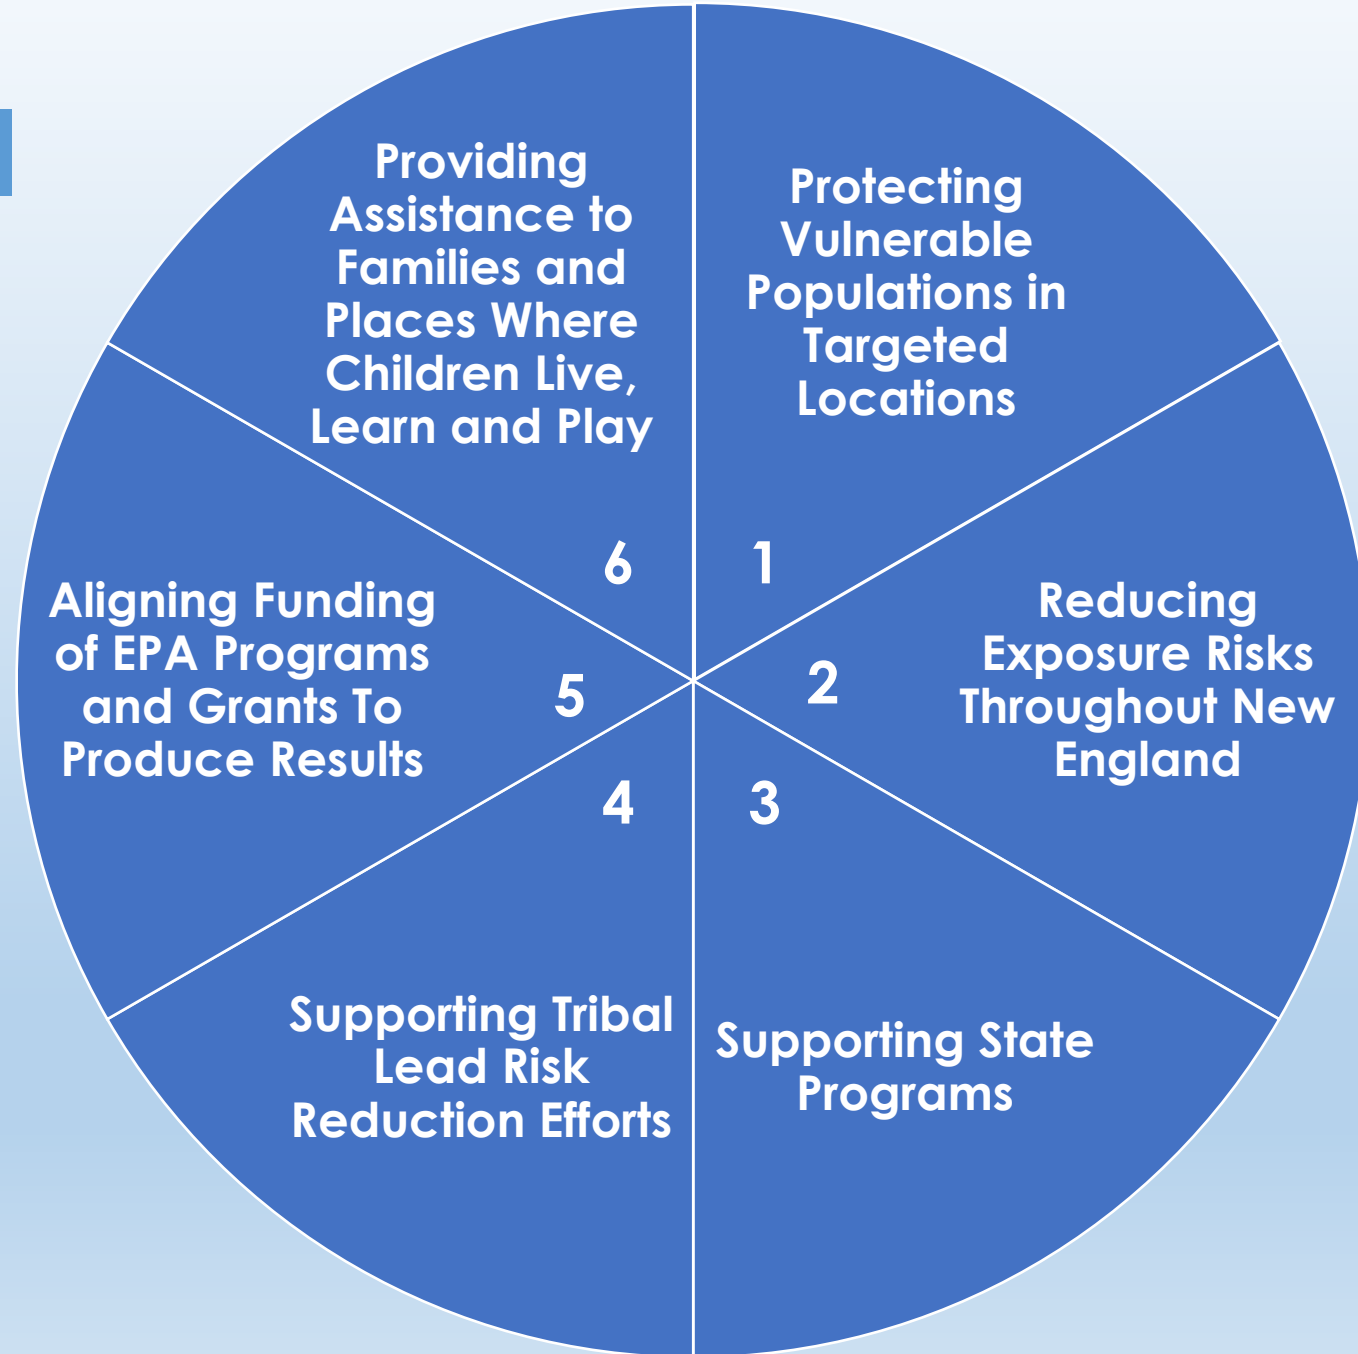 Protecting
Vulnerable
Populations in
Targeted
Locations
1
Reducing
Exposure Risks
Throughout New
England
2
Supporting State
Programs
3
Supporting Tribal
Lead Risk
Reduction Efforts
4
Aligning Funding
of EPA Programs
and Grants To
Produce Results
5
Providing
Assistance to
Families and
Places Where
Children Live,
Learn and Play
6